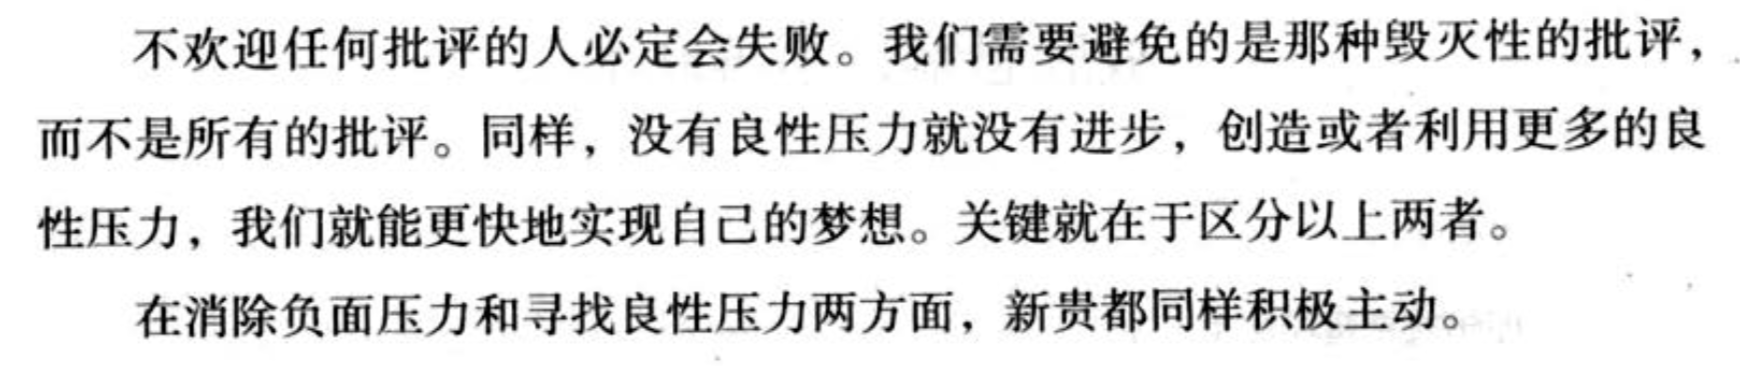 不欢迎任何批评的人必定会失败。我们需要避免的是那种毁灭性的批评，
而不是所有的批评。同样，没有良性压力就没有进步，创造或者利用更多的良
性压力，我们就能更快地实现自己的梦想。关键就在于区分以上两者。
在消除负面压力和寻找良性压力两方面，新贵都同样积极主动。